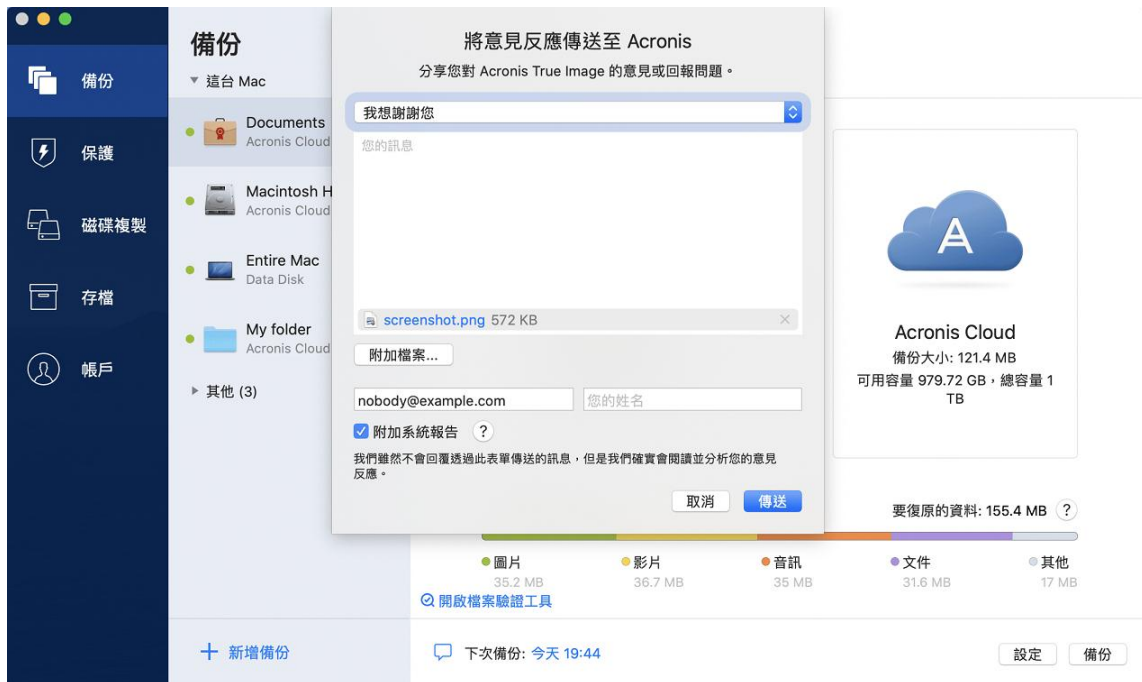 備份
保護
磁碟複製
存檔
帳戶
備份
這台 Mac
Documents
Acronis Cloud
Macintosh H
Acronis Cloud
Entire Mac
Data Disk
My folder
Acronis Cloud
其他 (3)
新增備份
將意見反應傳送至 Acronis
分享您對 Acronis True Image 的意見或回報問題。
我想謝謝您
您的訊息
screenshot.png 572 KB
附加檔案...
nobody@example.com
您的姓名
附加系統報告 ?
我們雖然不會回覆透過此表單傳送的訊息，但是我們確實會閱讀並分析您的意見
反應。
取消
傳送
A
Acronis Cloud
備份大小: 121.4 MB
可用容量 979.72 GB，總容量 1
TB
要復原的資料: 155.4 MB ?
圖片
35.2 MB
影片
36.7 MB
音訊
35 MB
文件
31.6 MB
其他
17 MB
開啟檔案驗證工具
下次備份: 今天 19:44
設定
備份